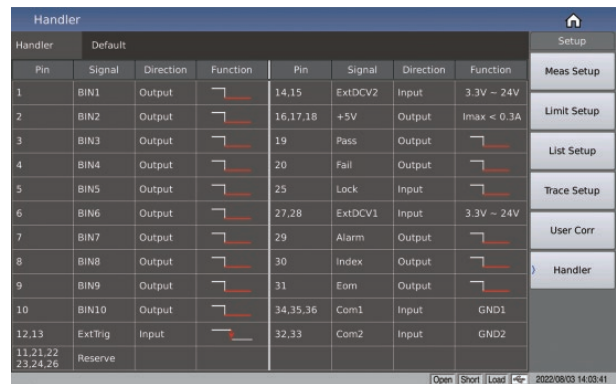 Handler
Handler Default
Setup
Pin Signal Direction Function Pin Signal Direction Function
1 BIN1 Output 14,15 ExtDCV2 Input 3.3V ~ 24V
2 BIN2 Output 16,17,18 +5V Output Imax < 0.3A
3 BIN3 Output 19 Pass Output
4 BIN4 Output 20 Fail Output
5 BIN5 Output 25 Lock Input
6 BIN6 Output 27,28 ExtDCV1 Input 3.3V ~ 24V
7 BIN7 Output 29 Alarm Output
8 BIN8 Output 30 Index Output
9 BIN9 Output 31 Eom Output
10 BIN10 Output 34,35,36 Com1 Input GND1
12,13 ExtTrig Input 32,33 Com2 Input GND2
11,21,22
23,24,26 Reserve
Meas Setup
Limit Setup
List Setup
Trace Setup
User Corr
Handler
Open Short Load 2022/08/03 14:03:41